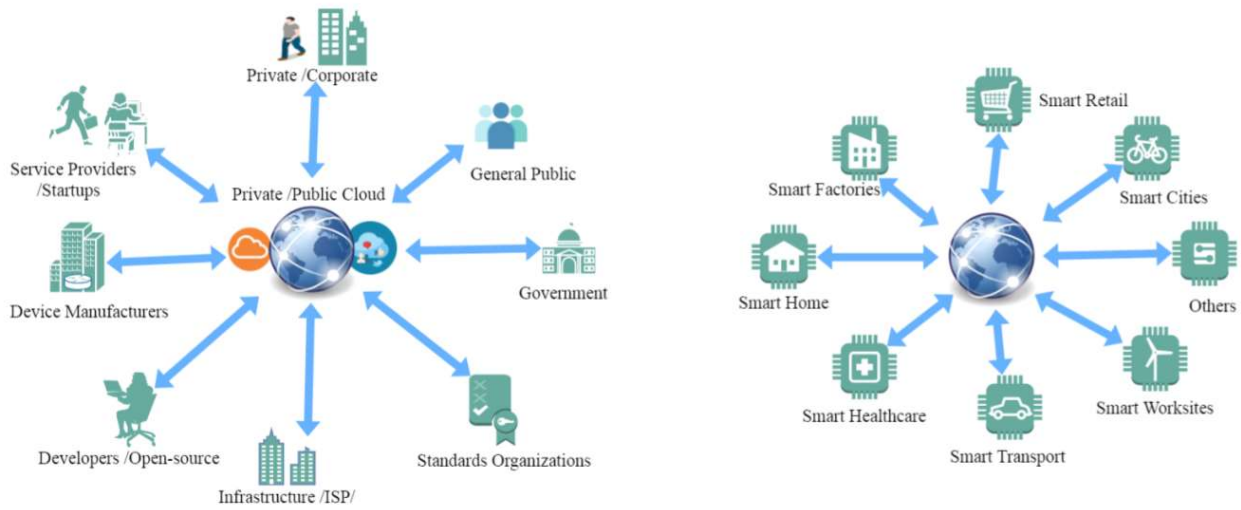 Private /Corporate
General Public
Service Providers
/Startups
Private /Public Cloud
Device Manufacturers
Government
Developers /Open-source
Standards Organizations
Infrastructure /ISP/
Smart Retail
Smart Factories
Smart Cities
Smart Home
Others
Smart Healthcare
Smart Worksites
Smart Transport